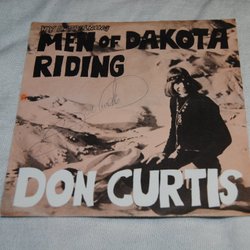 MEN OF DAKOTA
RIDING
DON CURTIS